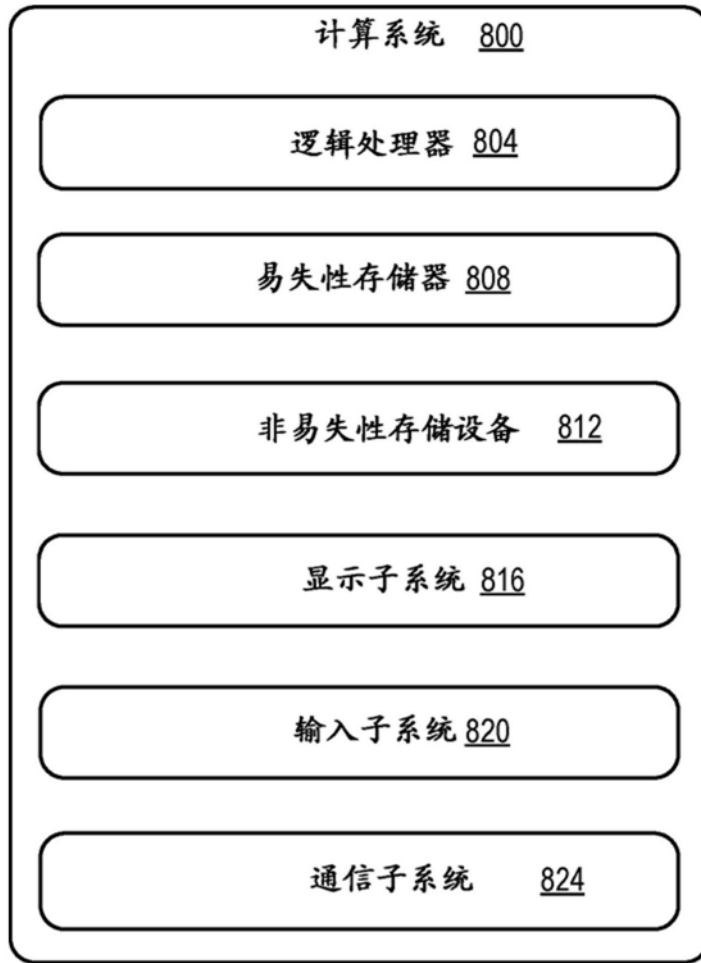 计算系统 800
逻辑处理器 804
易失性存储器 808
非易失性存储设备 812
显示子系统 816
输入子系统 820
通信子系统 824